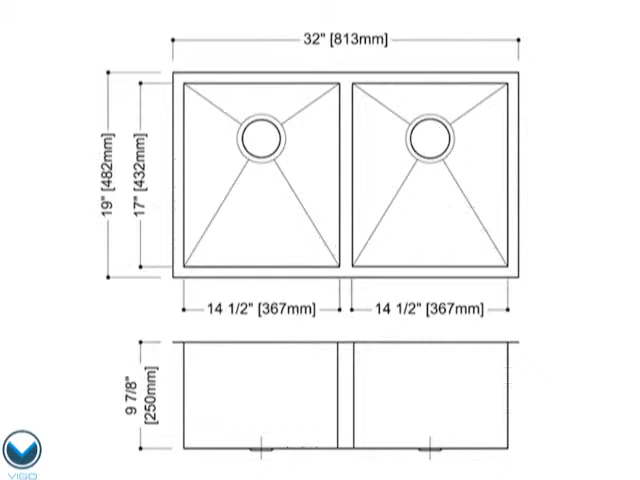 32" [813mm]
19" [482mm]
17" [432mm]
14 1/2" [367mm]
14 1/2" [367mm]
9 7/8"
[250mm]
VIGO